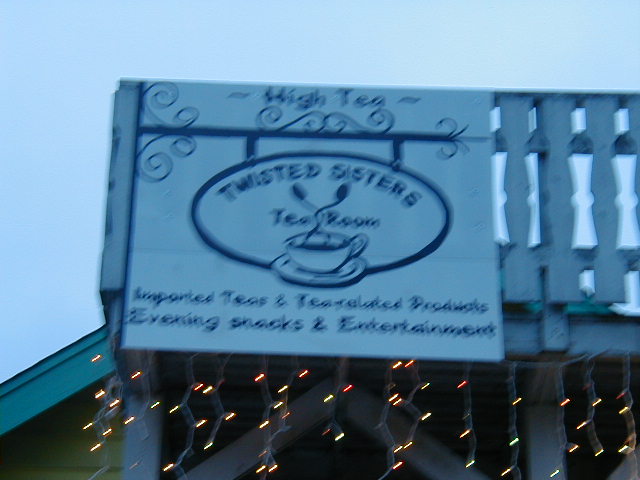 ~ High Tea ~
TWISTED SISTERS
Tea Room
Imported Teas & Tea-related Products
Evening snacks & Entertainment